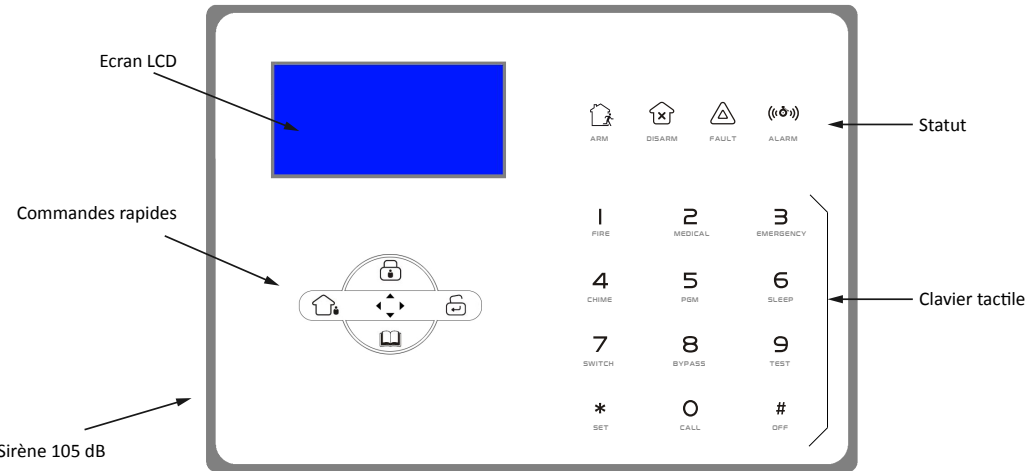 Ecran LCD
ARM DISARM FAULT ALARM
Statut
Commandes rapides
1 2 3
FIRE MEDICAL EMERGENCY
4 5 6
CHIME PGM SLEEP
Clavier tactile
7 8 9
SWITCH BYPASS TEST
* 0 #
SET CALL OFF
Sirène 105 dB